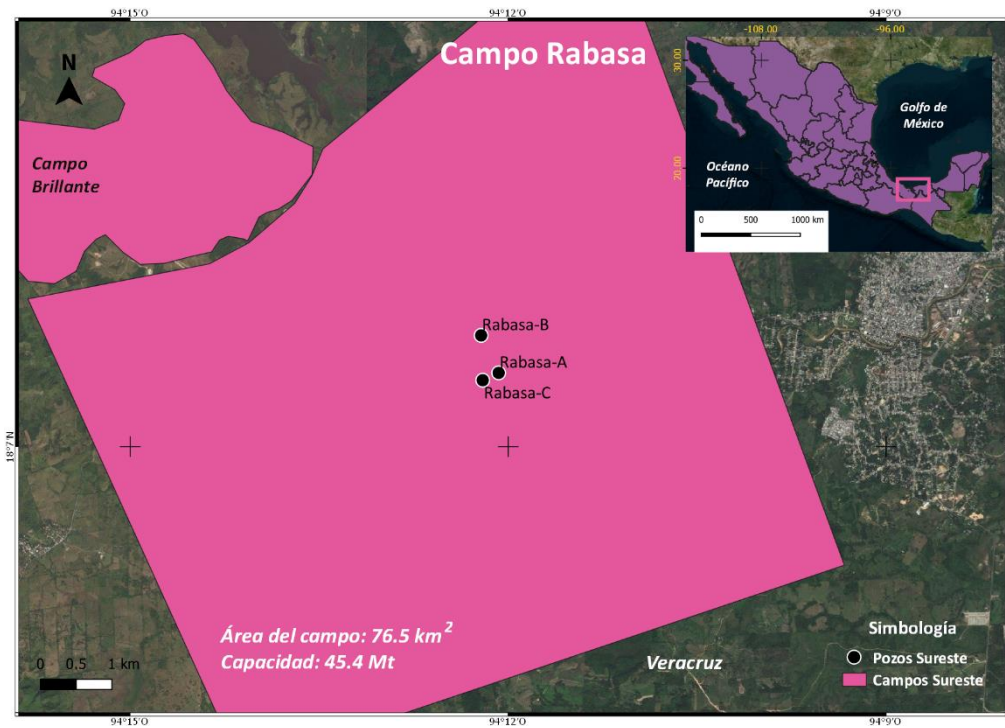 94°15'O 94°12'O 94°9'O
Campo Rabasa
N
Campo
Brillante
-108.00 -96.00
30.00
20.00
Golfo de
México
Océano
Pacífico
0 500 1000 km
Rabasa-B
Rabasa-A
Rabasa-C
18°7'N
Área del campo: 76.5 km²
Capacidad: 45.4 Mt
0 0.5 1 km
Veracruz
Simbología
Pozos Sureste
Campos Sureste
94°15'O 94°12'O 94°9'O